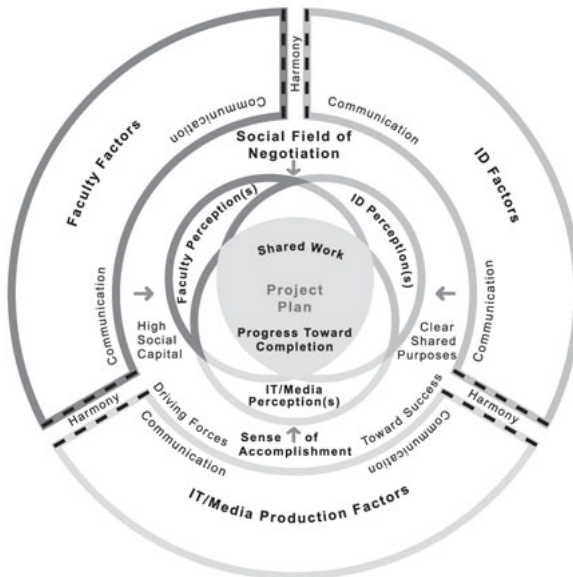 Harmony
Communication
Communication
Faculty Factors
ID Factors
Social Field of
Negotiation
Faculty Perception(s)
ID Perception(s)
Shared Work
Project
Plan
Progress Toward
Completion
Communication
Communication
High
Social
Capital
Clear
Shared
Purposes
IT/Media
Perception(s)
Harmony
Harmony
Driving Forces
Toward Success
Communication
Communication
Sense of
Accomplishment
IT/Media Production Factors